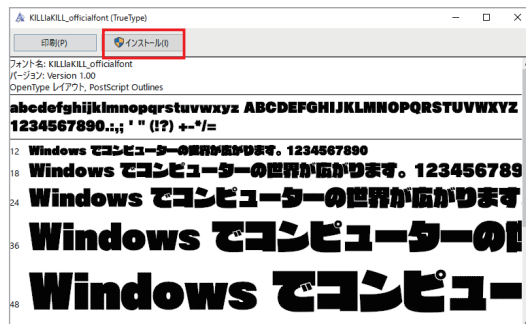 KILLlaKILL_officialfont (TrueType)
印刷(P) インストール(I)
フォント名: KILLlaKILL_officialfont
バージョン: Version 1.00
OpenType レイアウト, PostScript Outlines
abcdefghijklmnopqrstuvwxyz ABCDEFGHIJKLMNOPQRSTUVWXYZ
1234567890.:,; ' " (!?) +-*/=
12 Windows でコンピューターの世界が広がります。1234567890
18 Windows でコンピューターの世界が広がります。123456789
24 Windows でコンピューターの世界が広がります
36 Windows でコンピューターの世
48 Windows でコンピュー